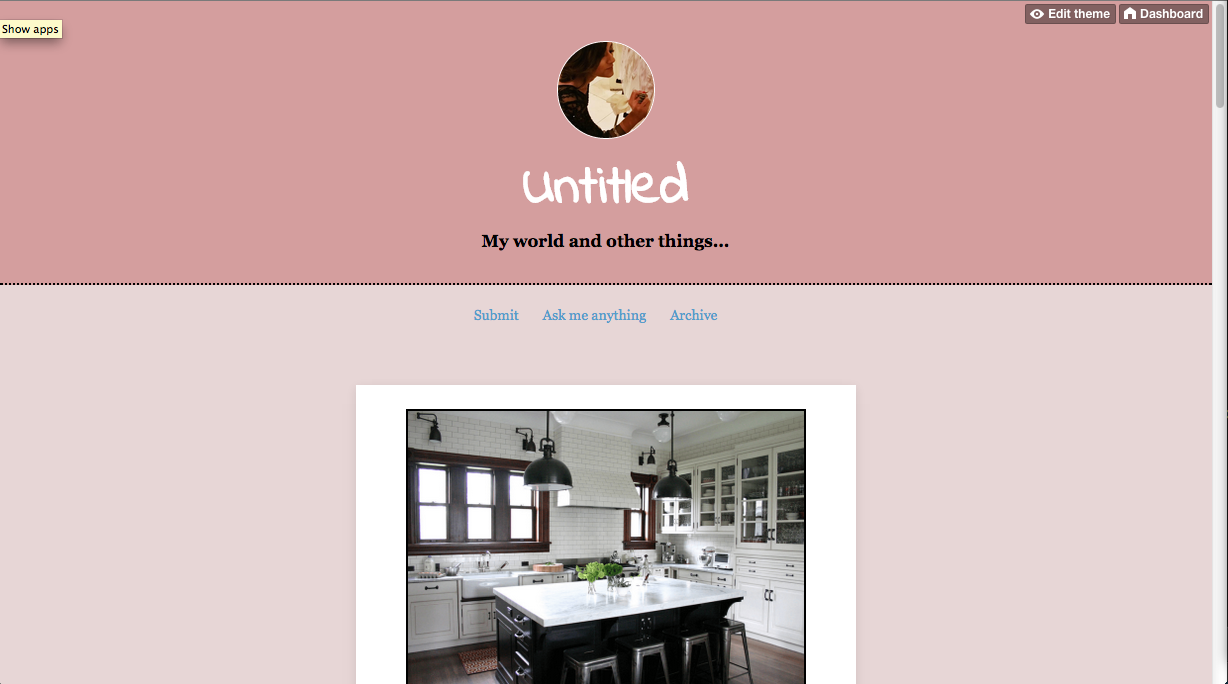 Edit theme
Dashboard
Show apps
Untitled
My world and other things...
Submit
Ask me anything
Archive